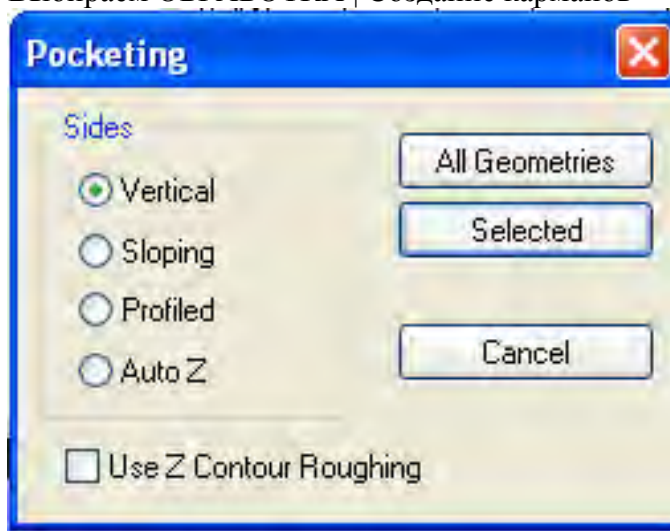 Pocketing
Sides
Vertical
Sloping
Profiled
Auto Z
All Geometries
Selected
Cancel
Use Z Contour Roughing